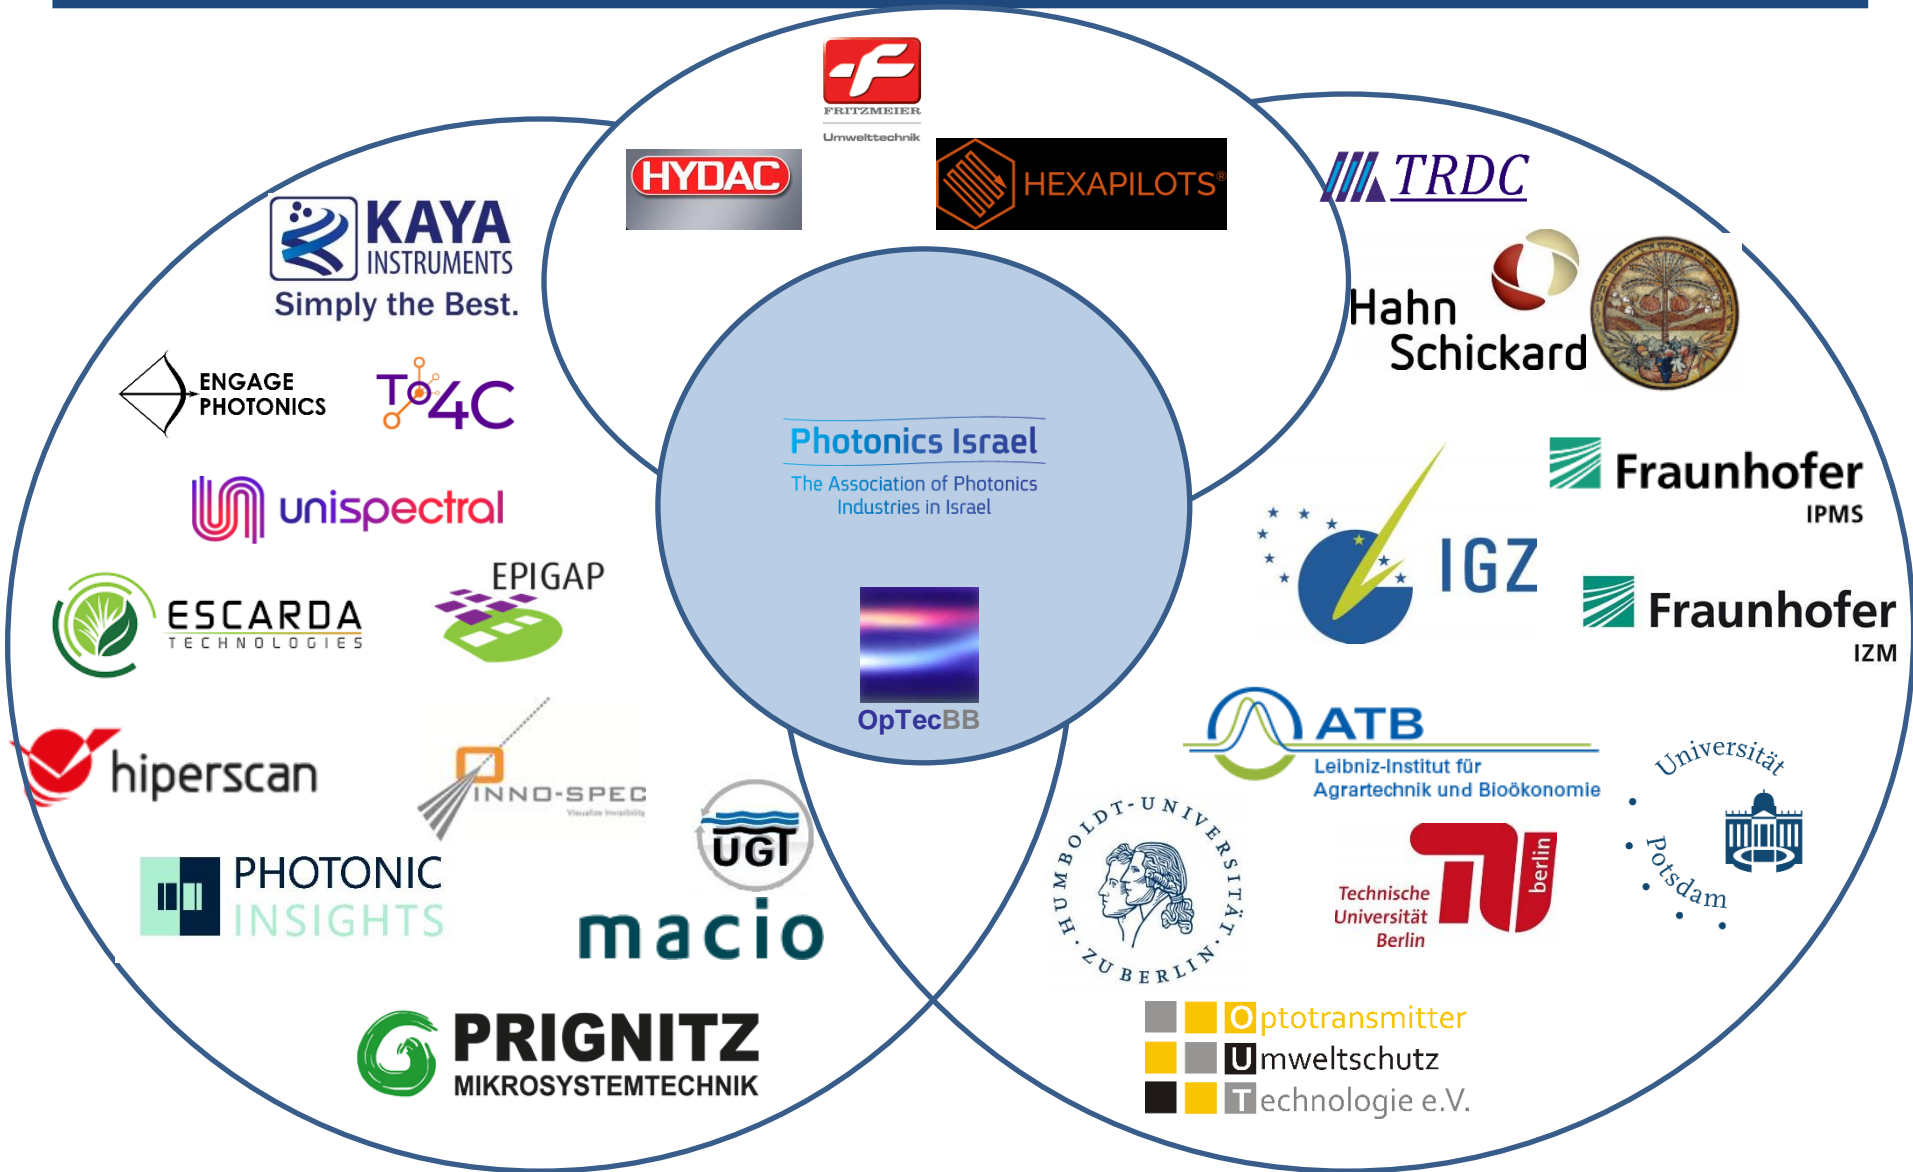 FRITZMEIER
Umwelttechnik
HYDAC
HEXAPILOTS®
TRDC
KAYA
INSTRUMENTS
Simply the Best.
Hahn
Schickard
ENGAGE
PHOTONICS
To4C
Photonics Israel
The Association of Photonics
Industries in Israel
unispectral
Fraunhofer
IPMS
IGZ
EPIGAP
ESCARDA
TECHNOLOGIES
Fraunhofer
IZM
OpTecBB
ATB
Leibniz-Institut für
Agrartechnik und Bioökonomie
hiperscan
INNO-SPEC
Visualize Invisibility
Universität
Potsdam
UGT
HUMBOLDT-UNIVERSITÄT
ZU BERLIN
Technische
Universität
Berlin
berlin
PHOTONIC
INSIGHTS
macio
PRIGNITZ
MIKROSYSTEMTECHNIK
Optotransmitter
Umweltschutz
Technologie e.V.